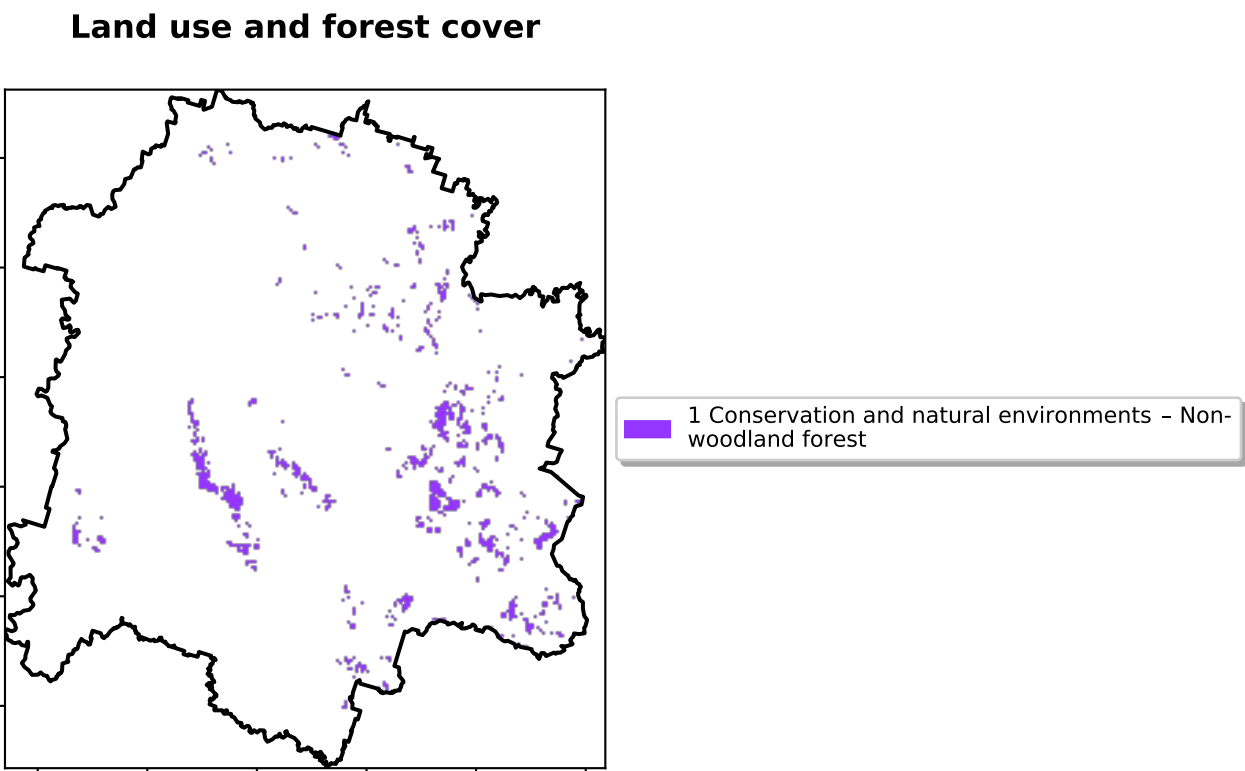 Land use and forest cover
1 Conservation and natural environments – Non-
woodland forest